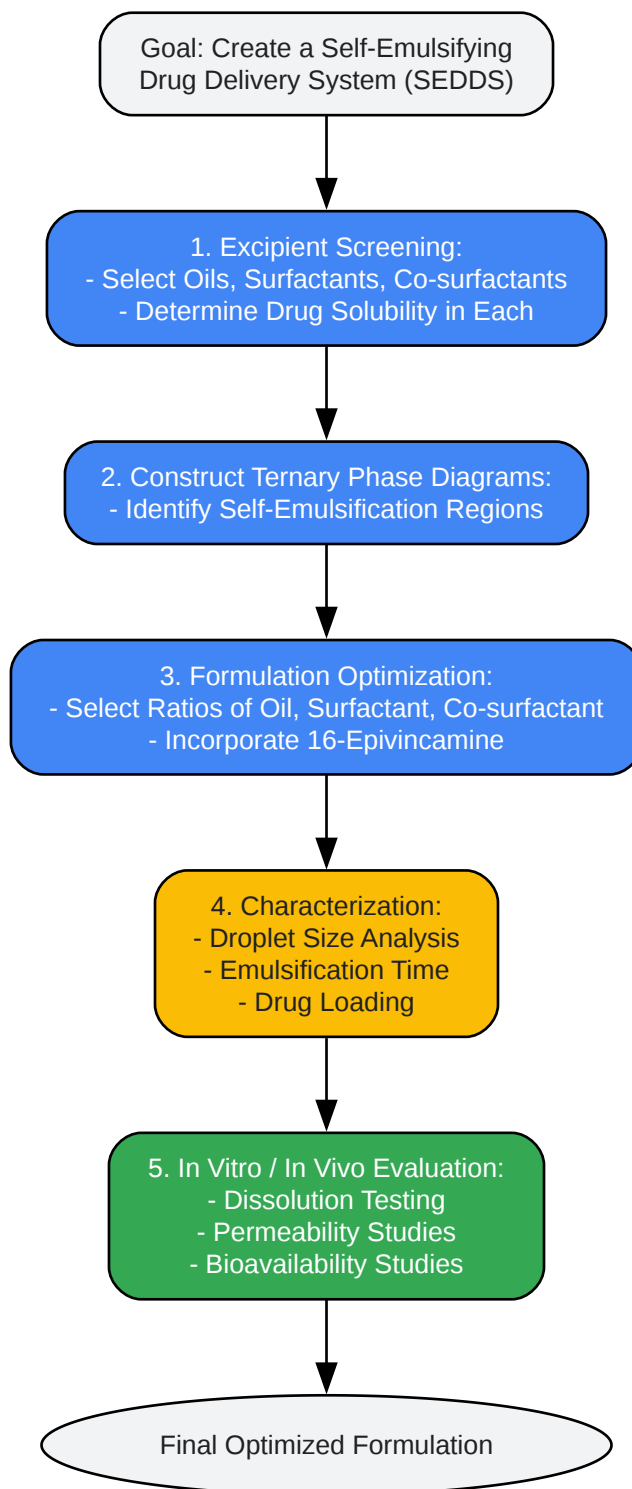 Goal: Create a Self-Emulsifying
Drug Delivery System (SEDDS)
1. Excipient Screening:
- Select Oils, Surfactants, Co-surfactants
- Determine Drug Solubility in Each
2. Construct Ternary Phase Diagrams:
- Identify Self-Emulsification Regions
3. Formulation Optimization:
- Select Ratios of Oil, Surfactant, Co-surfactant
- Incorporate 16-Epivincamine
4. Characterization:
- Droplet Size Analysis
- Emulsification Time
- Drug Loading
5. In Vitro / In Vivo Evaluation:
- Dissolution Testing
- Permeability Studies
- Bioavailability Studies
Final Optimized Formulation